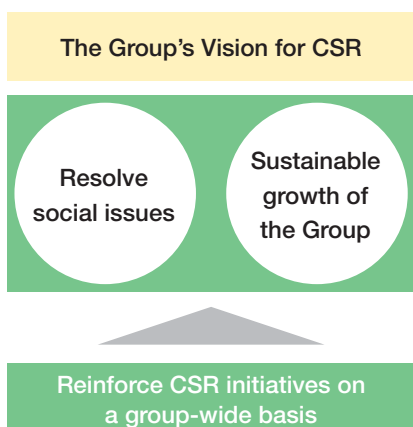 The Group’s Vision for CSR
Resolve
social issues
Sustainable
growth of
the Group
Reinforce CSR initiatives on
a group-wide basis